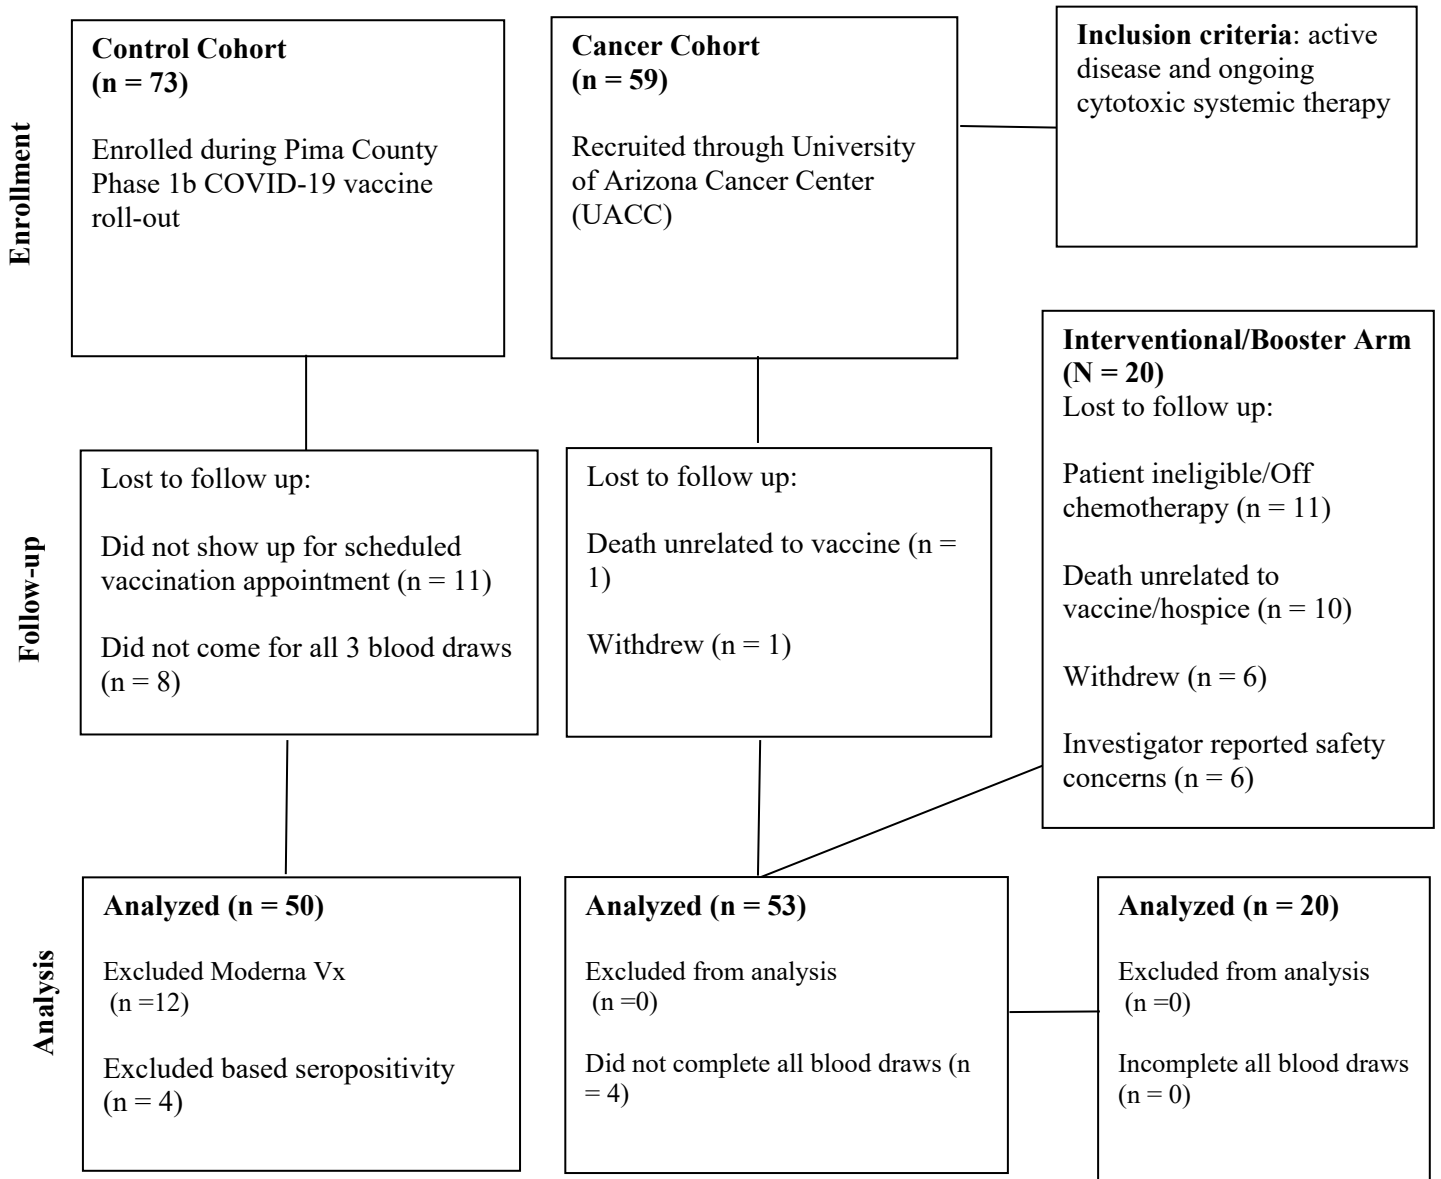 Enrollment
Control Cohort
(n = 73)
Enrolled during Pima County
Phase 1b COVID-19 vaccine
roll-out
Cancer Cohort
(n = 59)
Recruited through University
of Arizona Cancer Center
(UACC)
Inclusion criteria: active
disease and ongoing
cytotoxic systemic therapy
Follow-up
Lost to follow up:
Did not show up for scheduled
vaccination appointment (n = 11)
Did not come for all 3 blood draws
(n = 8)
Lost to follow up:
Death unrelated to vaccine (n =
1)
Withdrew (n = 1)
Interventional/Booster Arm
(N = 20)
Lost to follow up:
Patient ineligible/Off
chemotherapy (n = 11)
Death unrelated to
vaccine/hospice (n = 10)
Withdrew (n = 6)
Investigator reported safety
concerns (n = 6)
Analysis
Analyzed (n = 50)
Excluded Moderna Vx
(n =12)
Excluded based seropositivity
(n = 4)
Analyzed (n = 53)
Excluded from analysis
(n =0)
Did not complete all blood draws (n
= 4)
Analyzed (n = 20)
Excluded from analysis
(n =0)
Incomplete all blood draws
(n = 0)